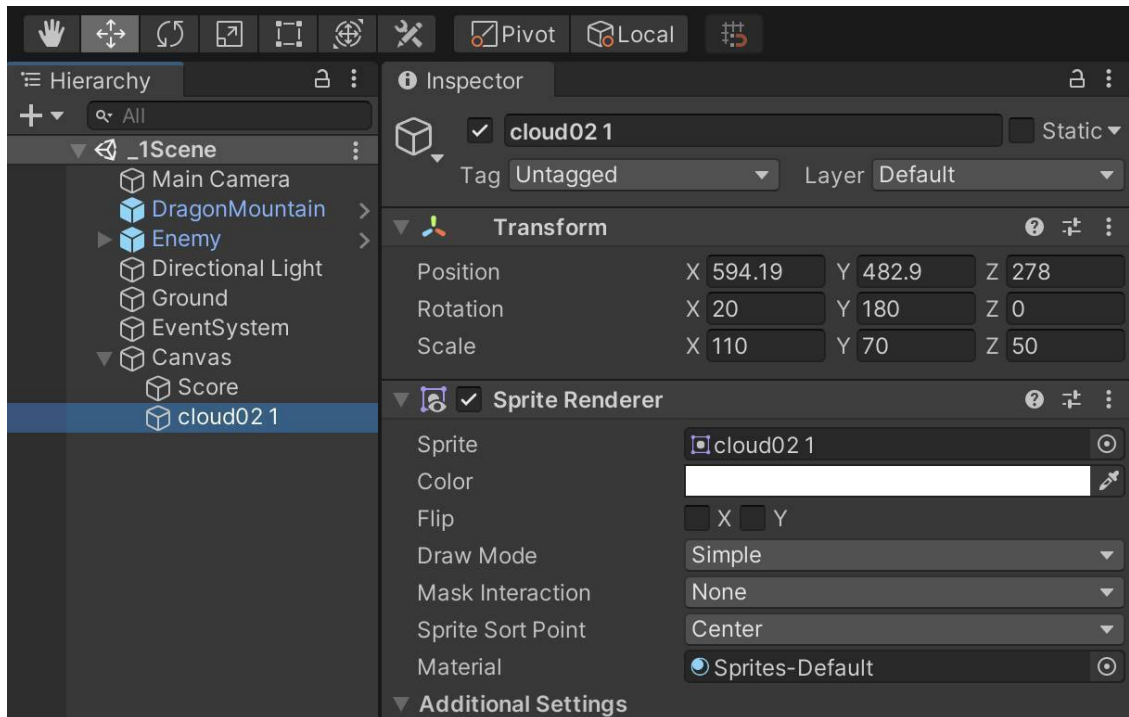 Pivot Local
Hierarchy
All
_1Scene
Main Camera
DragonMountain
Enemy
Directional Light
Ground
EventSystem
Canvas
Score
cloud02 1
Inspector
cloud02 1 Static
Tag Untagged Layer Default
Transform
Position X 594.19 Y 482.9 Z 278
Rotation X 20 Y 180 Z 0
Scale X 110 Y 70 Z 50
Sprite Renderer
Sprite cloud02 1
Color
Flip X Y
Draw Mode Simple
Mask Interaction None
Sprite Sort Point Center
Material Sprites-Default
Additional Settings